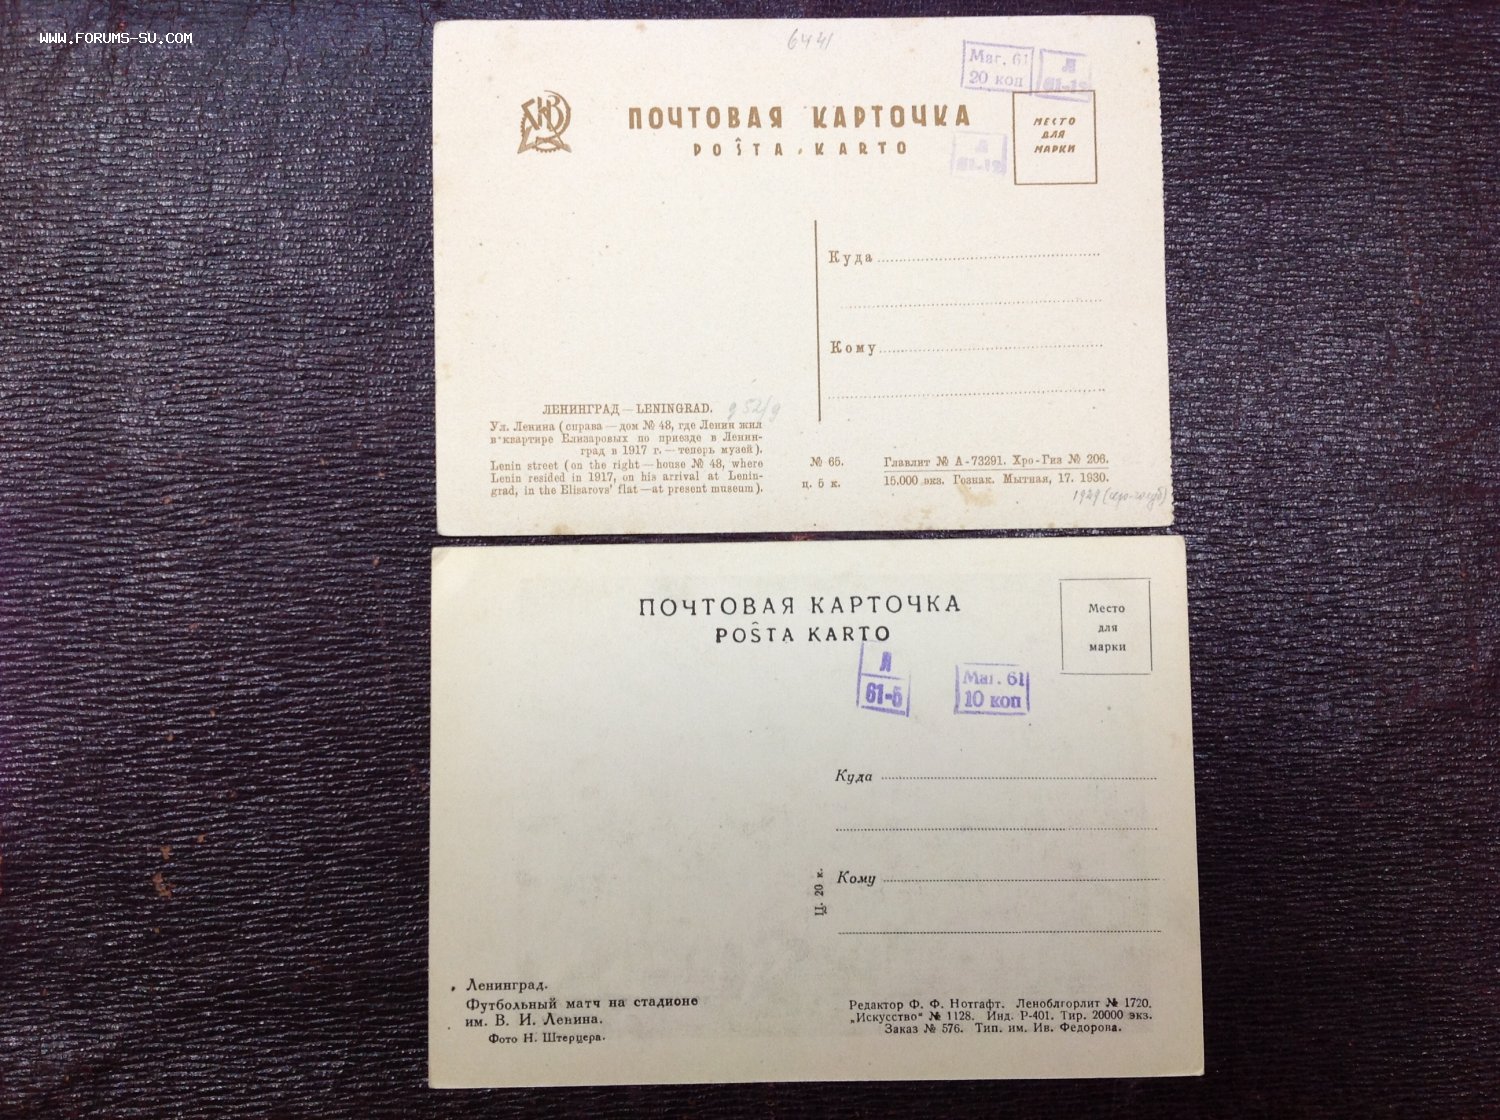 WWW.FORUMS-SU.COM
6441
Маг. 61
20 коп
Л
61-12
ПОЧТОВАЯ КАРТОЧКА
POŜTA KARTO
МЕСТО
ДЛЯ
МАРКИ
Л
Куда
Кому
ЛЕНИНГРАД — LENINGRAD.
Ул. Ленина (справа — дом № 48, где Ленин жил
в квартире Елизаровых по приезде в Ленин-
град в 1917 г. — теперь музей).
Lenin street (on the right — house № 48, where
Lenin resided in 1917, on his arrival at Lenin-
grad, in the Elisarovs' flat — at present museum).
№ 65.
ц. 5 к.
Главлит № А-73291. Хро-Гиз № 206.
15.000 экз. Гознак. Мытная, 17. 1930.
1929
ПОЧТОВАЯ КАРТОЧКА
POŜTA KARTO
Место
для
марки
Л
61-5
Маг. 61
10 коп
Куда
Кому
Ц. 20 к.
Ленинград.
Футбольный матч на стадионе
им. В. И. Ленина.
Фото Н. Штерцера.
Редактор Ф. Ф. Нотгафт. Леноблгорлит № 1720.
„Искусство" № 1128. Инд. Р-401. Тир. 20000 экз.
Заказ № 576. Тип. им. Ив. Федорова.